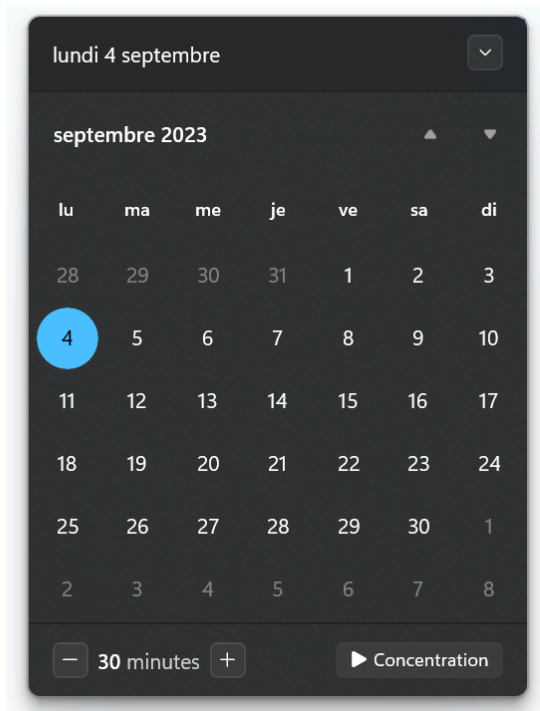 lundi 4 septembre
septembre 2023
lu ma me je ve sa di
28 29 30 31 1 2 3
4 5 6 7 8 9 10
11 12 13 14 15 16 17
18 19 20 21 22 23 24
25 26 27 28 29 30 1
2 3 4 5 6 7 8
30 minutes Concentration